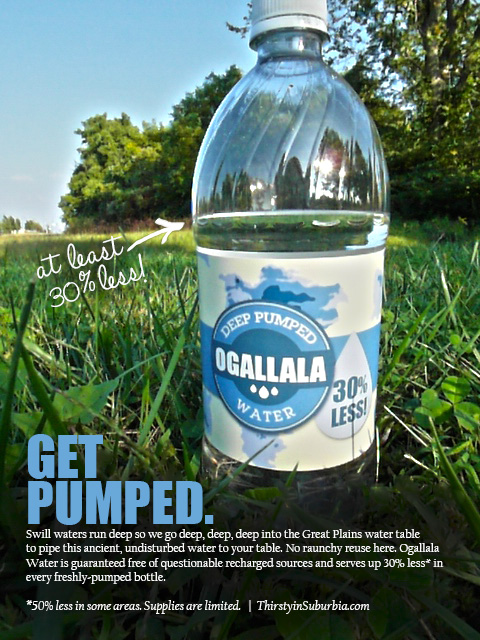 at least
30% less!
DEEP PUMPED
OGALLALA
WATER
30%
LESS!
GET
PUMPED.
Swill waters run deep so we go deep, deep, deep into the Great Plains water table
to pipe this ancient, undisturbed water to your table. No raunchy reuse here. Ogallala
Water is guaranteed free of questionable recharged sources and serves up 30% less* in
every freshly-pumped bottle.
*50% less in some areas. Supplies are limited. | ThirstyinSuburbia.com